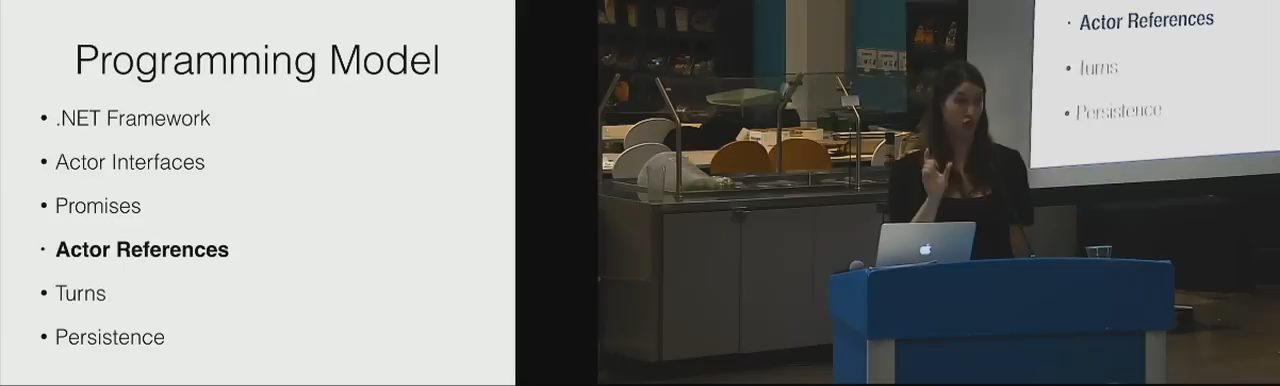 Programming Model
• .NET Framework
• Actor Interfaces
• Promises
· Actor References
• Turns
• Persistence
· Actor References
• Turns
• Persistence